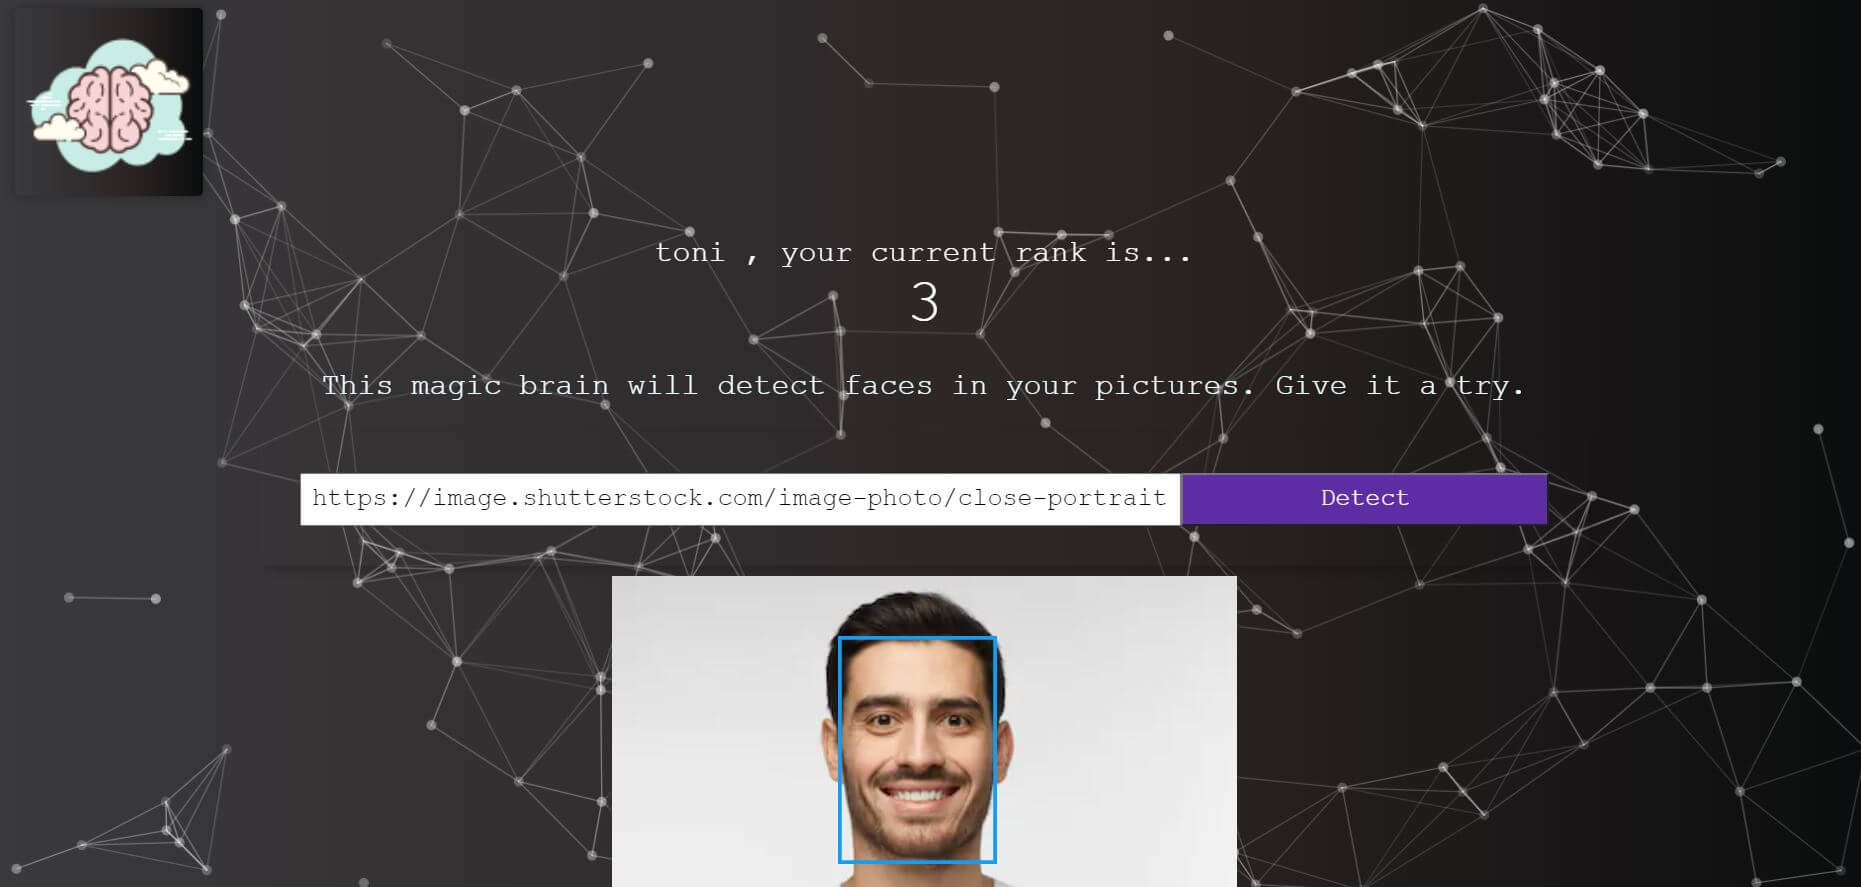 toni , your current rank is...
3
This magic brain will detect faces in your pictures. Give it a try.
https://image.shutterstock.com/image-photo/close-portrait
Detect